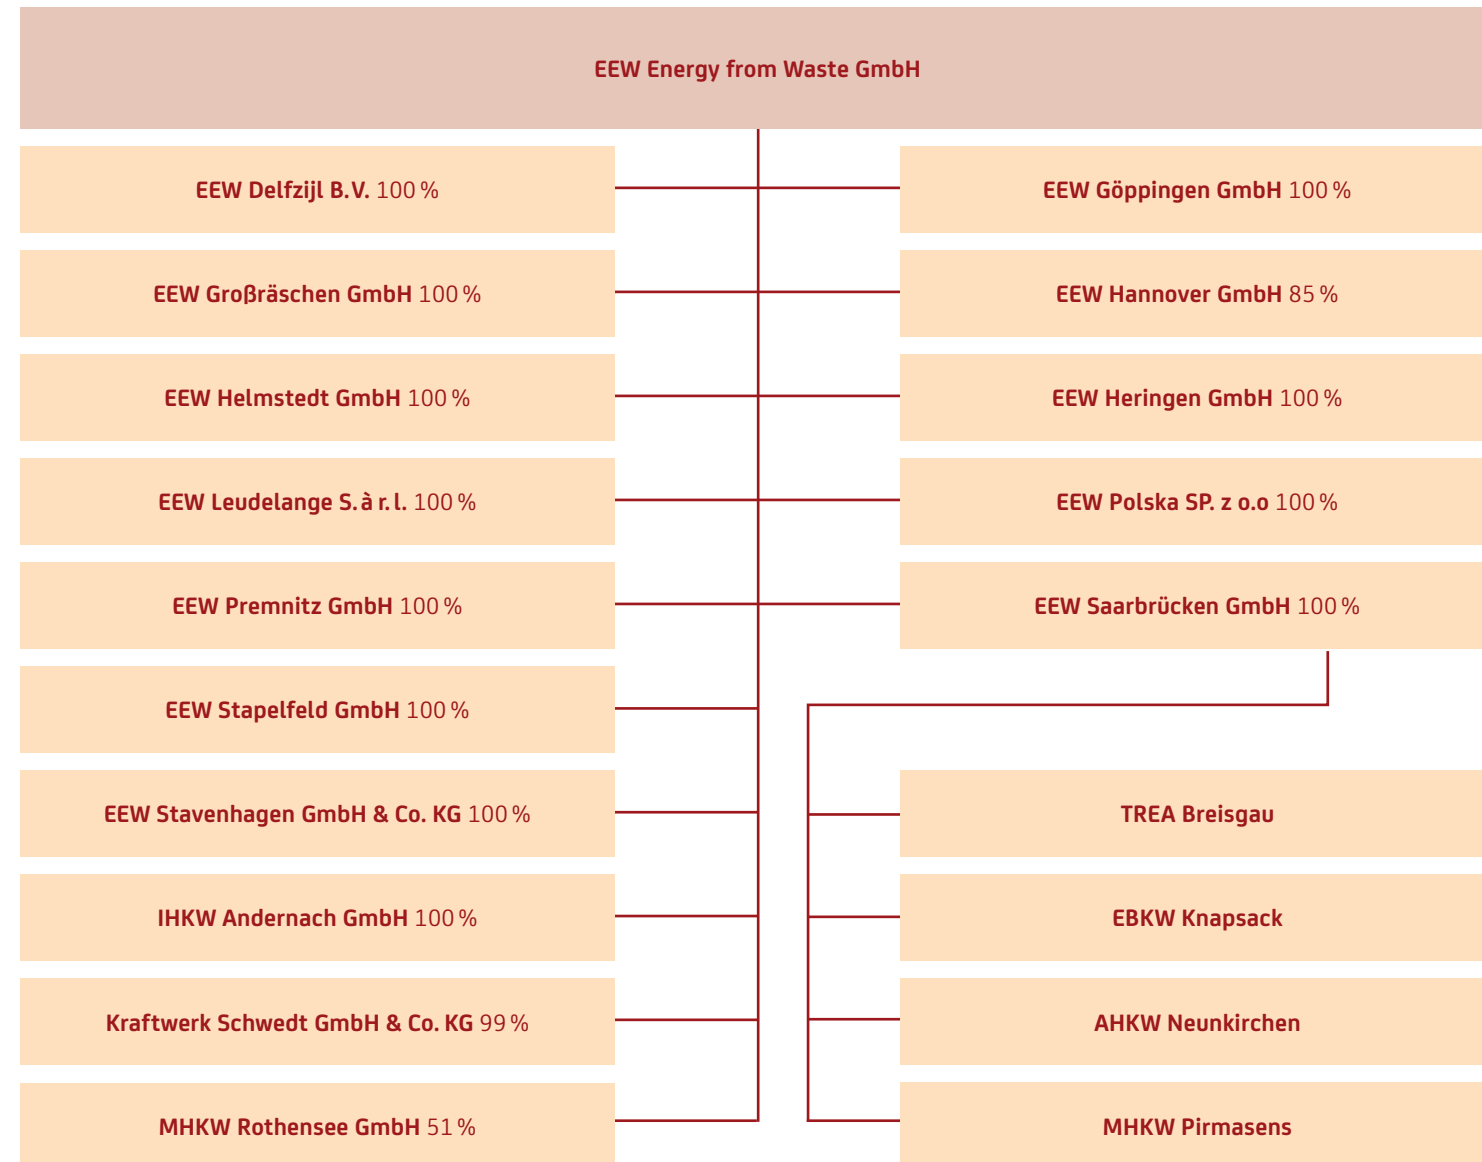 EEW Energy from Waste GmbH
EEW Delfzijl B.V. 100 %
EEW Göppingen GmbH 100 %
EEW Großräschen GmbH 100 %
EEW Hannover GmbH 85 %
EEW Helmstedt GmbH 100 %
EEW Heringen GmbH 100 %
EEW Leudelange S. à r. l. 100 %
EEW Polska SP. z o.o 100 %
EEW Premnitz GmbH 100 %
EEW Saarbrücken GmbH 100 %
EEW Stapelfeld GmbH 100 %
EEW Stavenhagen GmbH & Co. KG 100 %
TREA Breisgau
IHKW Andernach GmbH 100 %
EBKW Knapsack
Kraftwerk Schwedt GmbH & Co. KG 99 %
AHKW Neunkirchen
MHKW Rothensee GmbH 51 %
MHKW Pirmasens